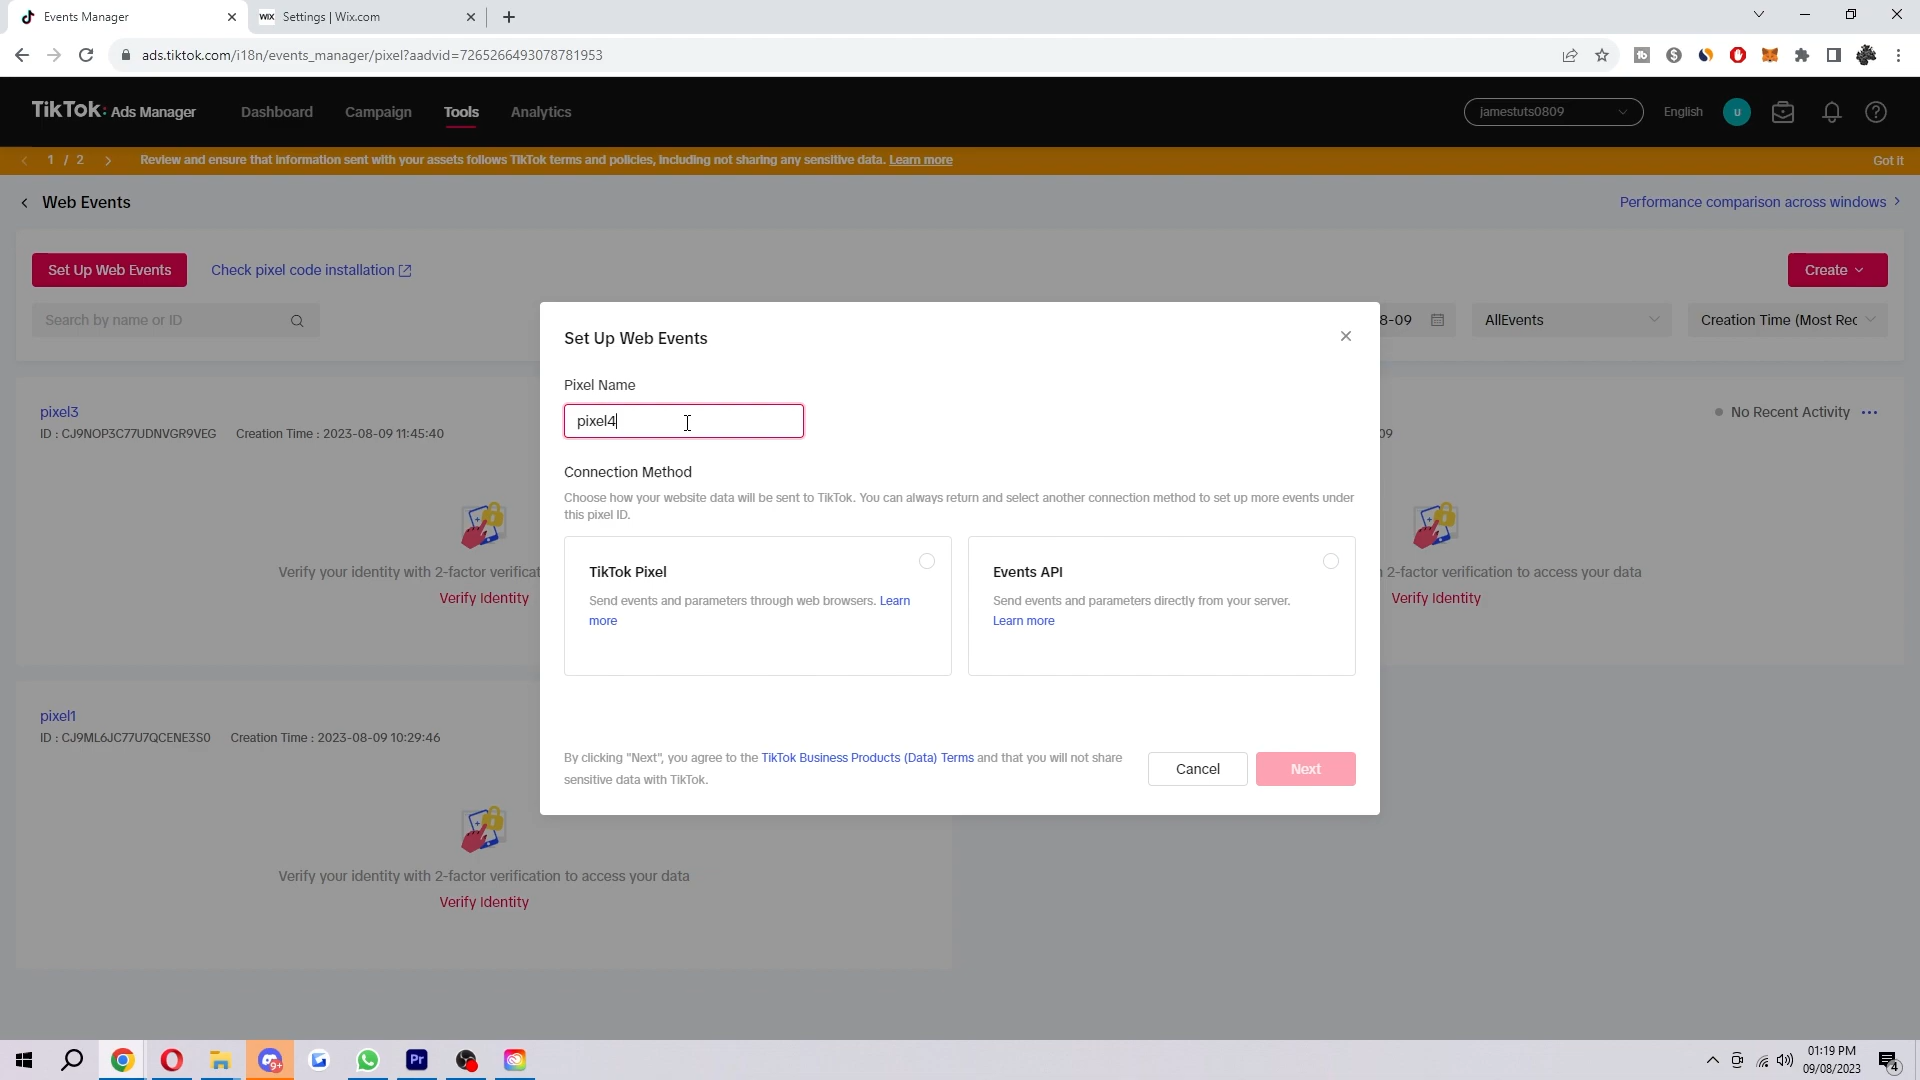 Events Manager
WIX Settings | Wix.com
ads.tiktok.com/i18n/events_manager/pixel?aadvid=7265266493078781953
TikTok: Ads Manager
Dashboard
Campaign
Tools
Analytics
jamestuts0809
English
U
1 / 2
Review and ensure that information sent with your assets follows TikTok terms and policies, including not sharing any sensitive data. Learn more
Got it
Web Events
Performance comparison across windows
Set Up Web Events
Check pixel code installation
Create
Search by name or ID
8-09
AllEvents
Creation Time (Most Rec
pixel3
ID : CJ9NOP3C77UDNVGR9VEG
Creation Time : 2023-08-09 11:45:40
Verify your identity with 2-factor verificat
Verify Identity
No Recent Activity
09
2-factor verification to access your data
Verify Identity
Set Up Web Events
Pixel Name
pixel4
Connection Method
Choose how your website data will be sent to TikTok. You can always return and select another connection method to set up more events under
this pixel ID.
TikTok Pixel
Send events and parameters through web browsers. Learn
more
Events API
Send events and parameters directly from your server.
Learn more
By clicking "Next", you agree to the TikTok Business Products (Data) Terms and that you will not share
sensitive data with TikTok.
Cancel
Next
pixel1
ID : CJ9ML6JC77U7QCENE3S0
Creation Time : 2023-08-09 10:29:46
Verify your identity with 2-factor verification to access your data
Verify Identity
9+
Pr
01:19 PM
09/08/2023
4